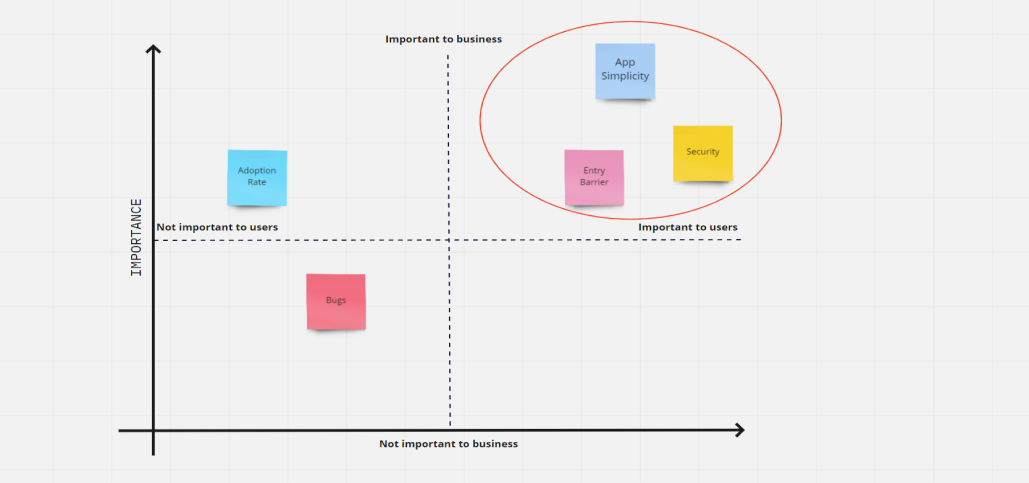 Important to business
App
Simplicity
Security
Adoption
Rate
Entry
Barrier
IMPORTANCE
Not important to users
Important to users
Bugs
Not important to business